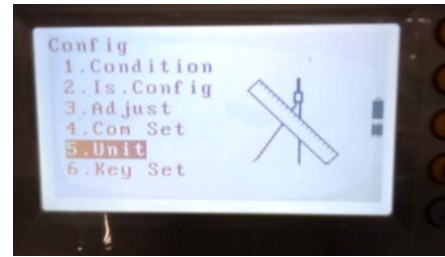 Config
1.Condition
2.Is.Config
3.Adjust
4.Com Set
5.Unit
6.Key Set